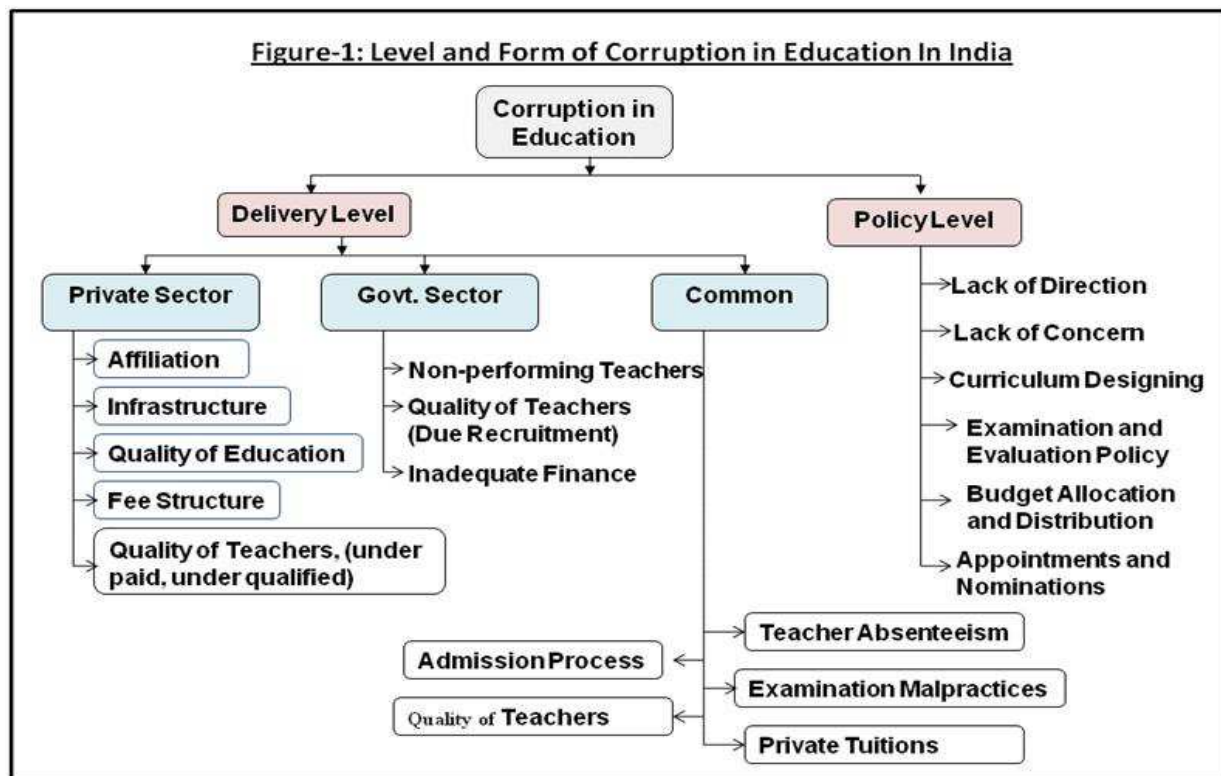 Figure-1: Level and Form of Corruption in Education In India
Corruption in
Education
Delivery Level
Policy Level
Private Sector
Govt. Sector
Common
Affiliation
Infrastructure
Quality of Education
Fee Structure
Quality of Teachers, (under
paid, under qualified)
Non-performing Teachers
Quality of Teachers
(Due Recruitment)
Inadequate Finance
Admission Process
Quality of Teachers
Teacher Absenteeism
Examination Malpractices
Private Tuitions
Lack of Direction
Lack of Concern
Curriculum Designing
Examination and
Evaluation Policy
Budget Allocation
and Distribution
Appointments and
Nominations